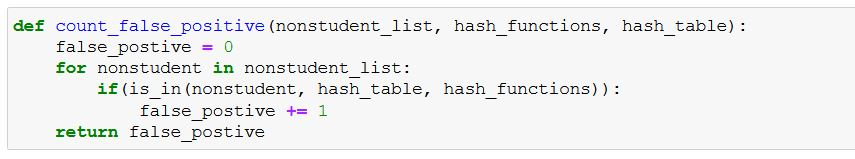 def count_false_positive(nonstudent_list, hash_functions, hash_table):
    false_postive = 0
    for nonstudent in nonstudent_list:
        if(is_in(nonstudent, hash_table, hash_functions)):
            false_postive += 1
    return false_postive